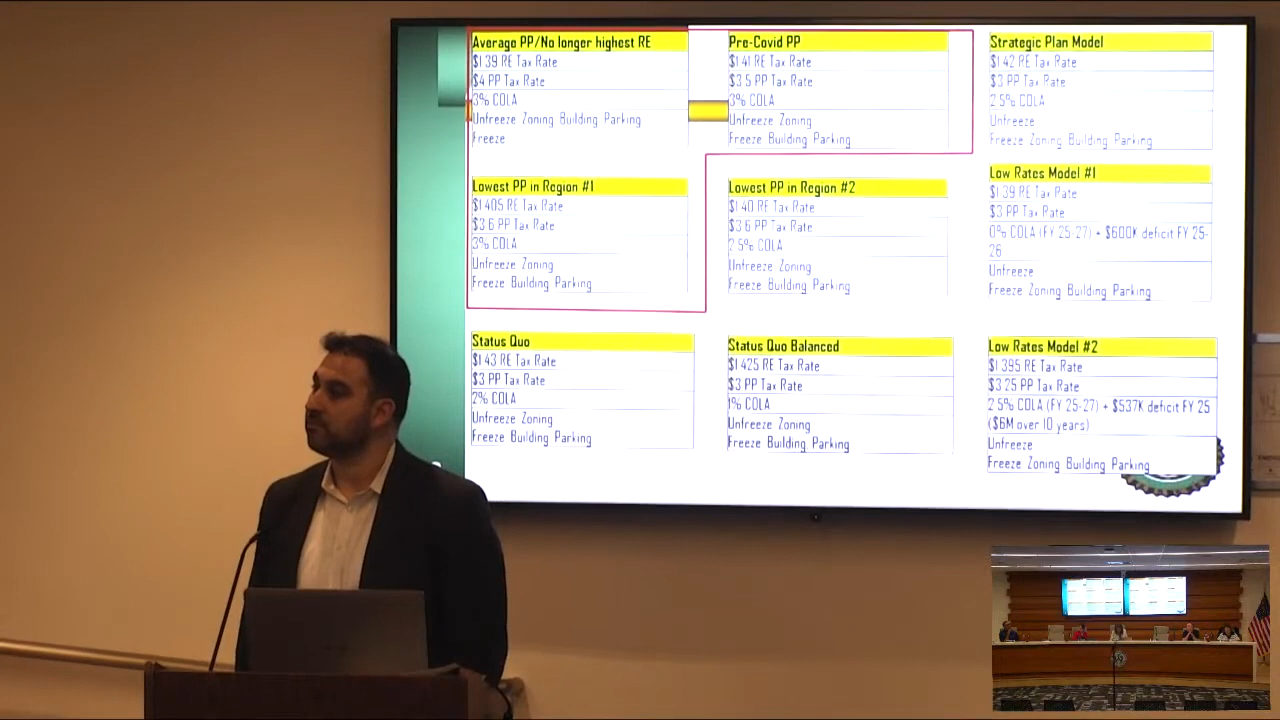 Average PP/No longer highest RE
$1.39 RE Tax Rate
$4 PP Tax Rate
3% COLA
Unfreeze Zoning Building Parking
Freeze
Pre-Covid PP
$1.41 RE Tax Rate
$3.5 PP Tax Rate
3% COLA
Unfreeze Zoning
Freeze Building Parking
Strategic Plan Model
$1.42 RE Tax Rate
$3 PP Tax Rate
2.5% COLA
Unfreeze
Freeze Zoning Building Parking
Lowest PP in Region #1
$1.405 RE Tax Rate
$3.6 PP Tax Rate
3% COLA
Unfreeze Zoning
Freeze Building Parking
Lowest PP in Region #2
$1.40 RE Tax Rate
$3.6 PP Tax Rate
2.5% COLA
Unfreeze Zoning
Freeze Building Parking
Low Rates Model #1
$1.39 RE Tax Rate
$3 PP Tax Rate
0% COLA (FY 25-27) + $600K deficit FY 25-
26
Unfreeze
Freeze Zoning Building Parking
Status Quo
$1.43 RE Tax Rate
$3 PP Tax Rate
2% COLA
Unfreeze Zoning
Freeze Building Parking
Status Quo Balanced
$1.425 RE Tax Rate
$3 PP Tax Rate
1% COLA
Unfreeze Zoning
Freeze Building Parking
Low Rates Model #2
$1.395 RE Tax Rate
$3.25 PP Tax Rate
2.5% COLA (FY 25-27) + $537K deficit FY 25
($6M over 10 years)
Unfreeze
Freeze Zoning Building Parking